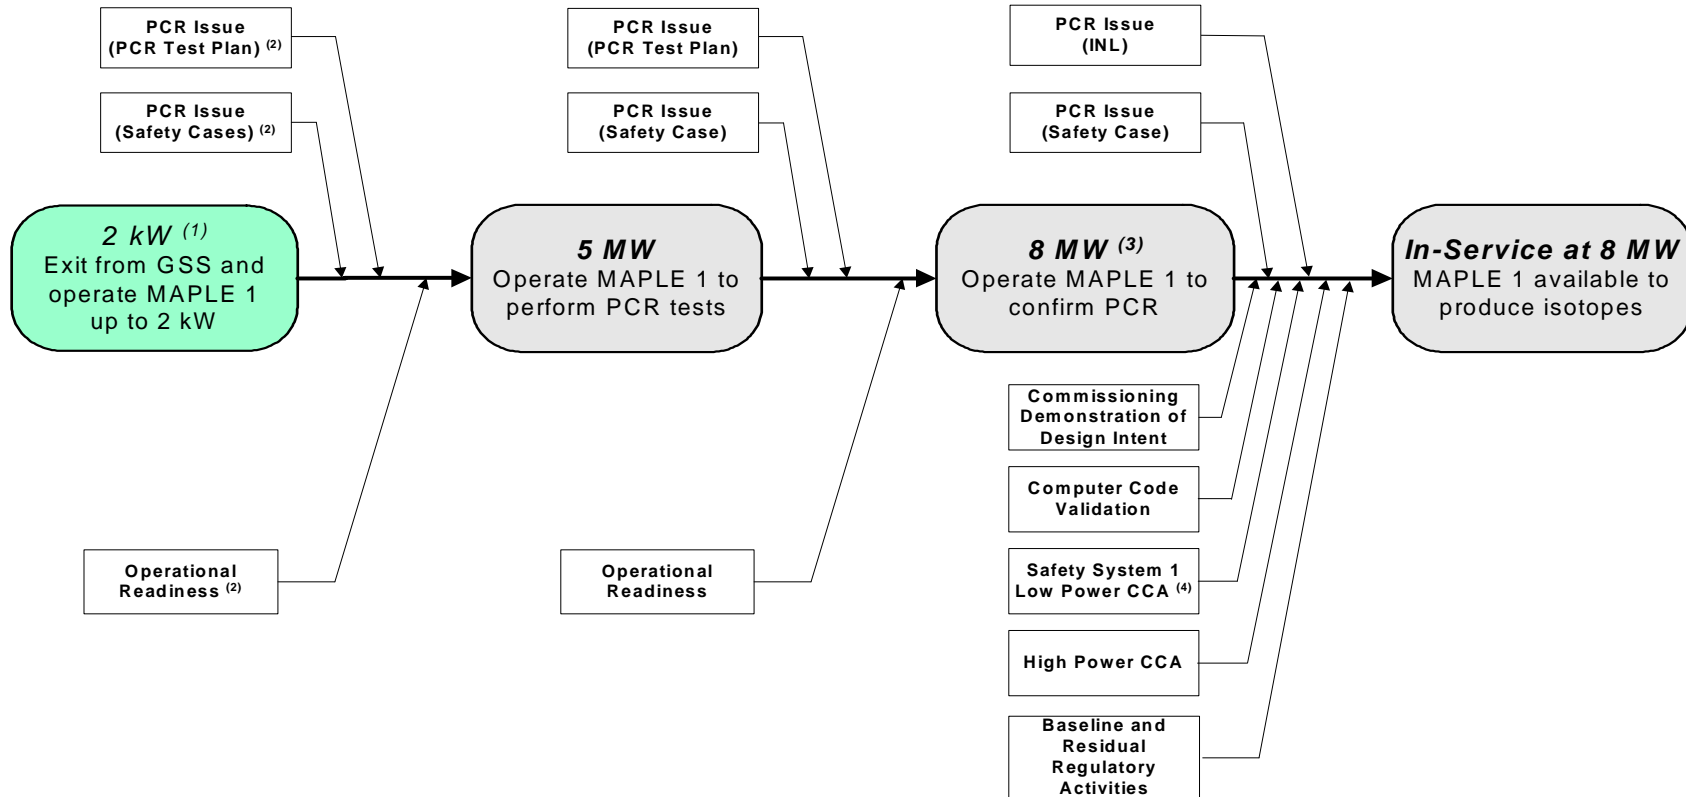 PCR Issue
(PCR Test Plan) (2)
PCR Issue
(PCR Test Plan)
PCR Issue
(INL)
PCR Issue
(Safety Cases) (2)
PCR Issue
(Safety Case)
PCR Issue
(Safety Case)
2 kW (1)
Exit from GSS and
operate MAPLE 1
up to 2 kW
5 MW
Operate MAPLE 1 to
perform PCR tests
8 MW (3)
Operate MAPLE 1 to
confirm PCR
In-Service at 8 MW
MAPLE 1 available to
produce isotopes
Commissioning
Demonstration of
Design Intent
Computer Code
Validation
Operational
Readiness (2)
Operational
Readiness
Safety System 1
Low Power CCA (4)
High Power CCA
Baseline and
Residual
Regulatory
Activities